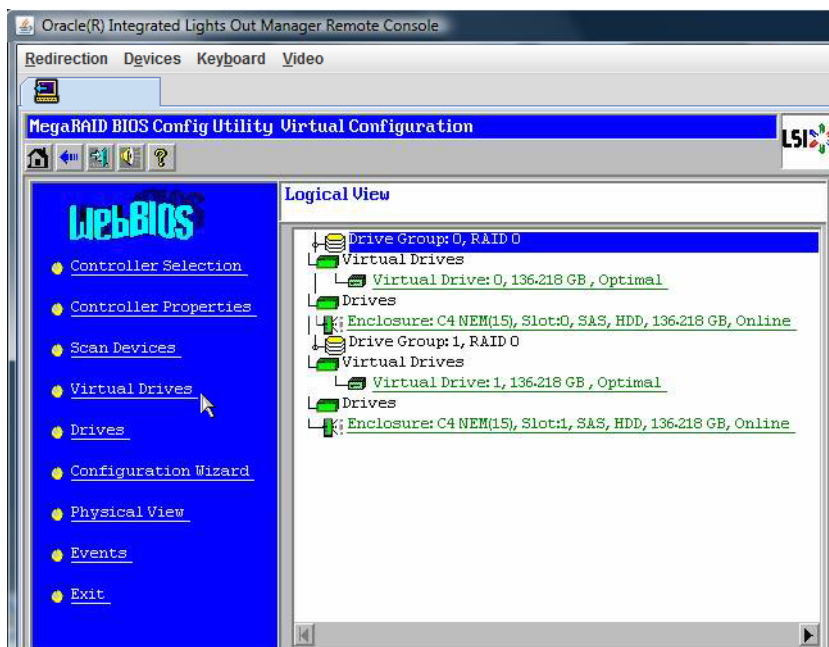 Oracle(R) Integrated Lights Out Manager Remote Console
Redirection Devices Keyboard Video
MegaRAID BIOS Config Utility Virtual Configuration
LSI
WebBIOS
Controller Selection
Controller Properties
Scan Devices
Virtual Drives
Drives
Configuration Wizard
Physical View
Events
Exit
Logical View
Drive Group: 0, RAID 0
Virtual Drives
Virtual Drive: 0, 136.218 GB, Optimal
Drives
Enclosure: C4 NEM(15), Slot:0, SAS, HDD, 136.218 GB, Online
Drive Group: 1, RAID 0
Virtual Drives
Virtual Drive: 1, 136.218 GB, Optimal
Drives
Enclosure: C4 NEM(15), Slot:1, SAS, HDD, 136.218 GB, Online